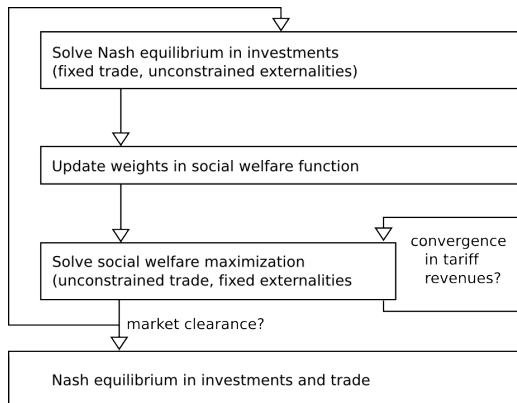 Solve Nash equilibrium in investments
(fixed trade, unconstrained externalities)
Update weights in social welfare function
Solve social welfare maximization
(unconstrained trade, fixed externalities
convergence
in tariff
revenues?
market clearance?
Nash equilibrium in investments and trade